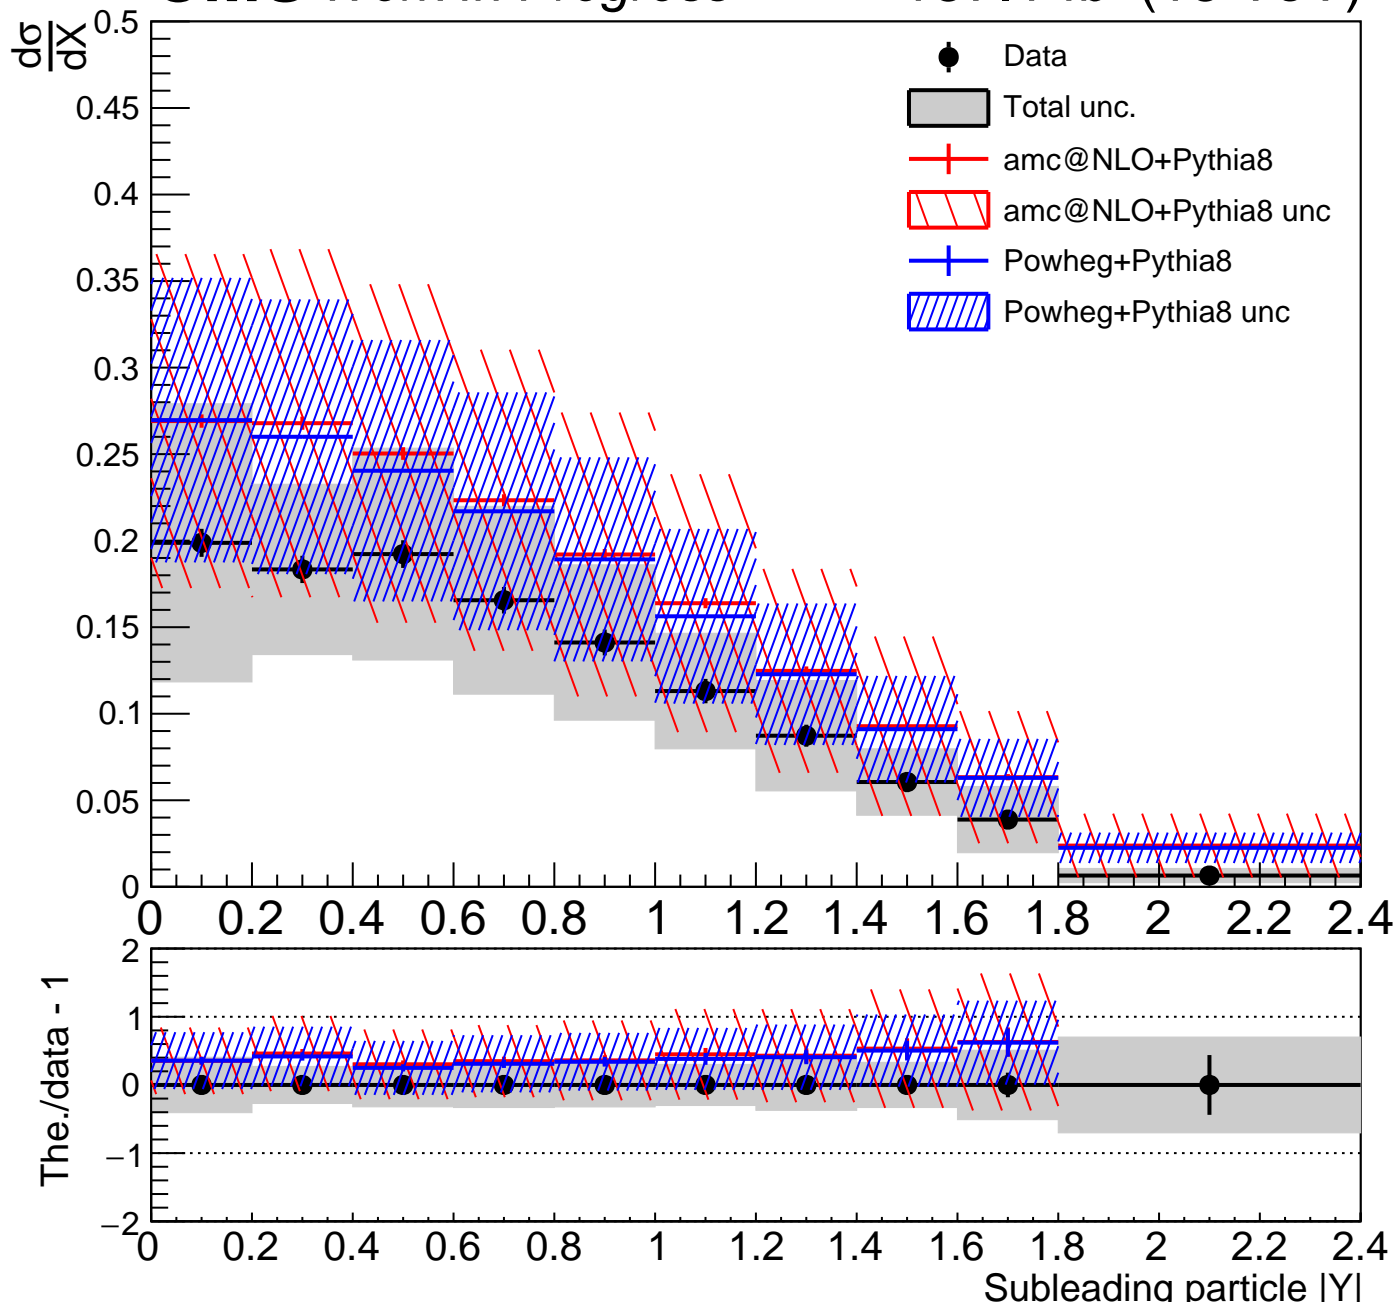 dσ
dX
Data
Total unc.
amc@NLO+Pythia8
amc@NLO+Pythia8 unc
Powheg+Pythia8
Powheg+Pythia8 unc
0.5
0.45
0.4
0.35
0.3
0.25
0.2
0.15
0.1
0.05
0
0 0.2 0.4 0.6 0.8 1 1.2 1.4 1.6 1.8 2 2.2 2.4
The./data - 1
2
1
0
−1
−2
0 0.2 0.4 0.6 0.8 1 1.2 1.4 1.6 1.8 2 2.2 2.4
Subleading particle |Y|